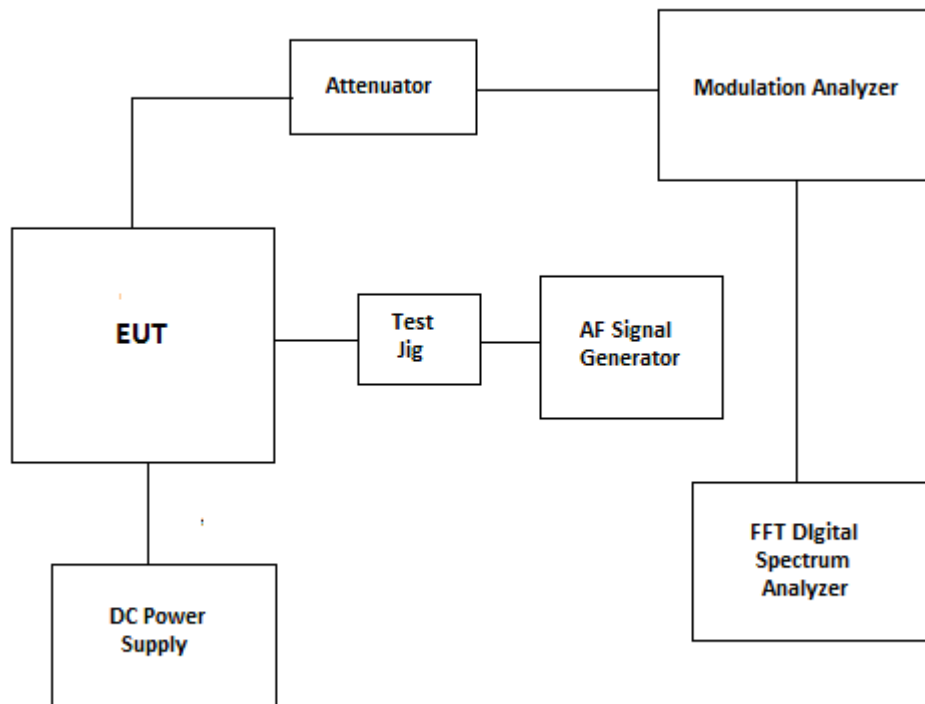 Attenuator
Modulation Analyzer
EUT
Test
Jig
AF Signal
Generator
FFT DIgital
Spectrum
Analyzer
DC Power
Supply